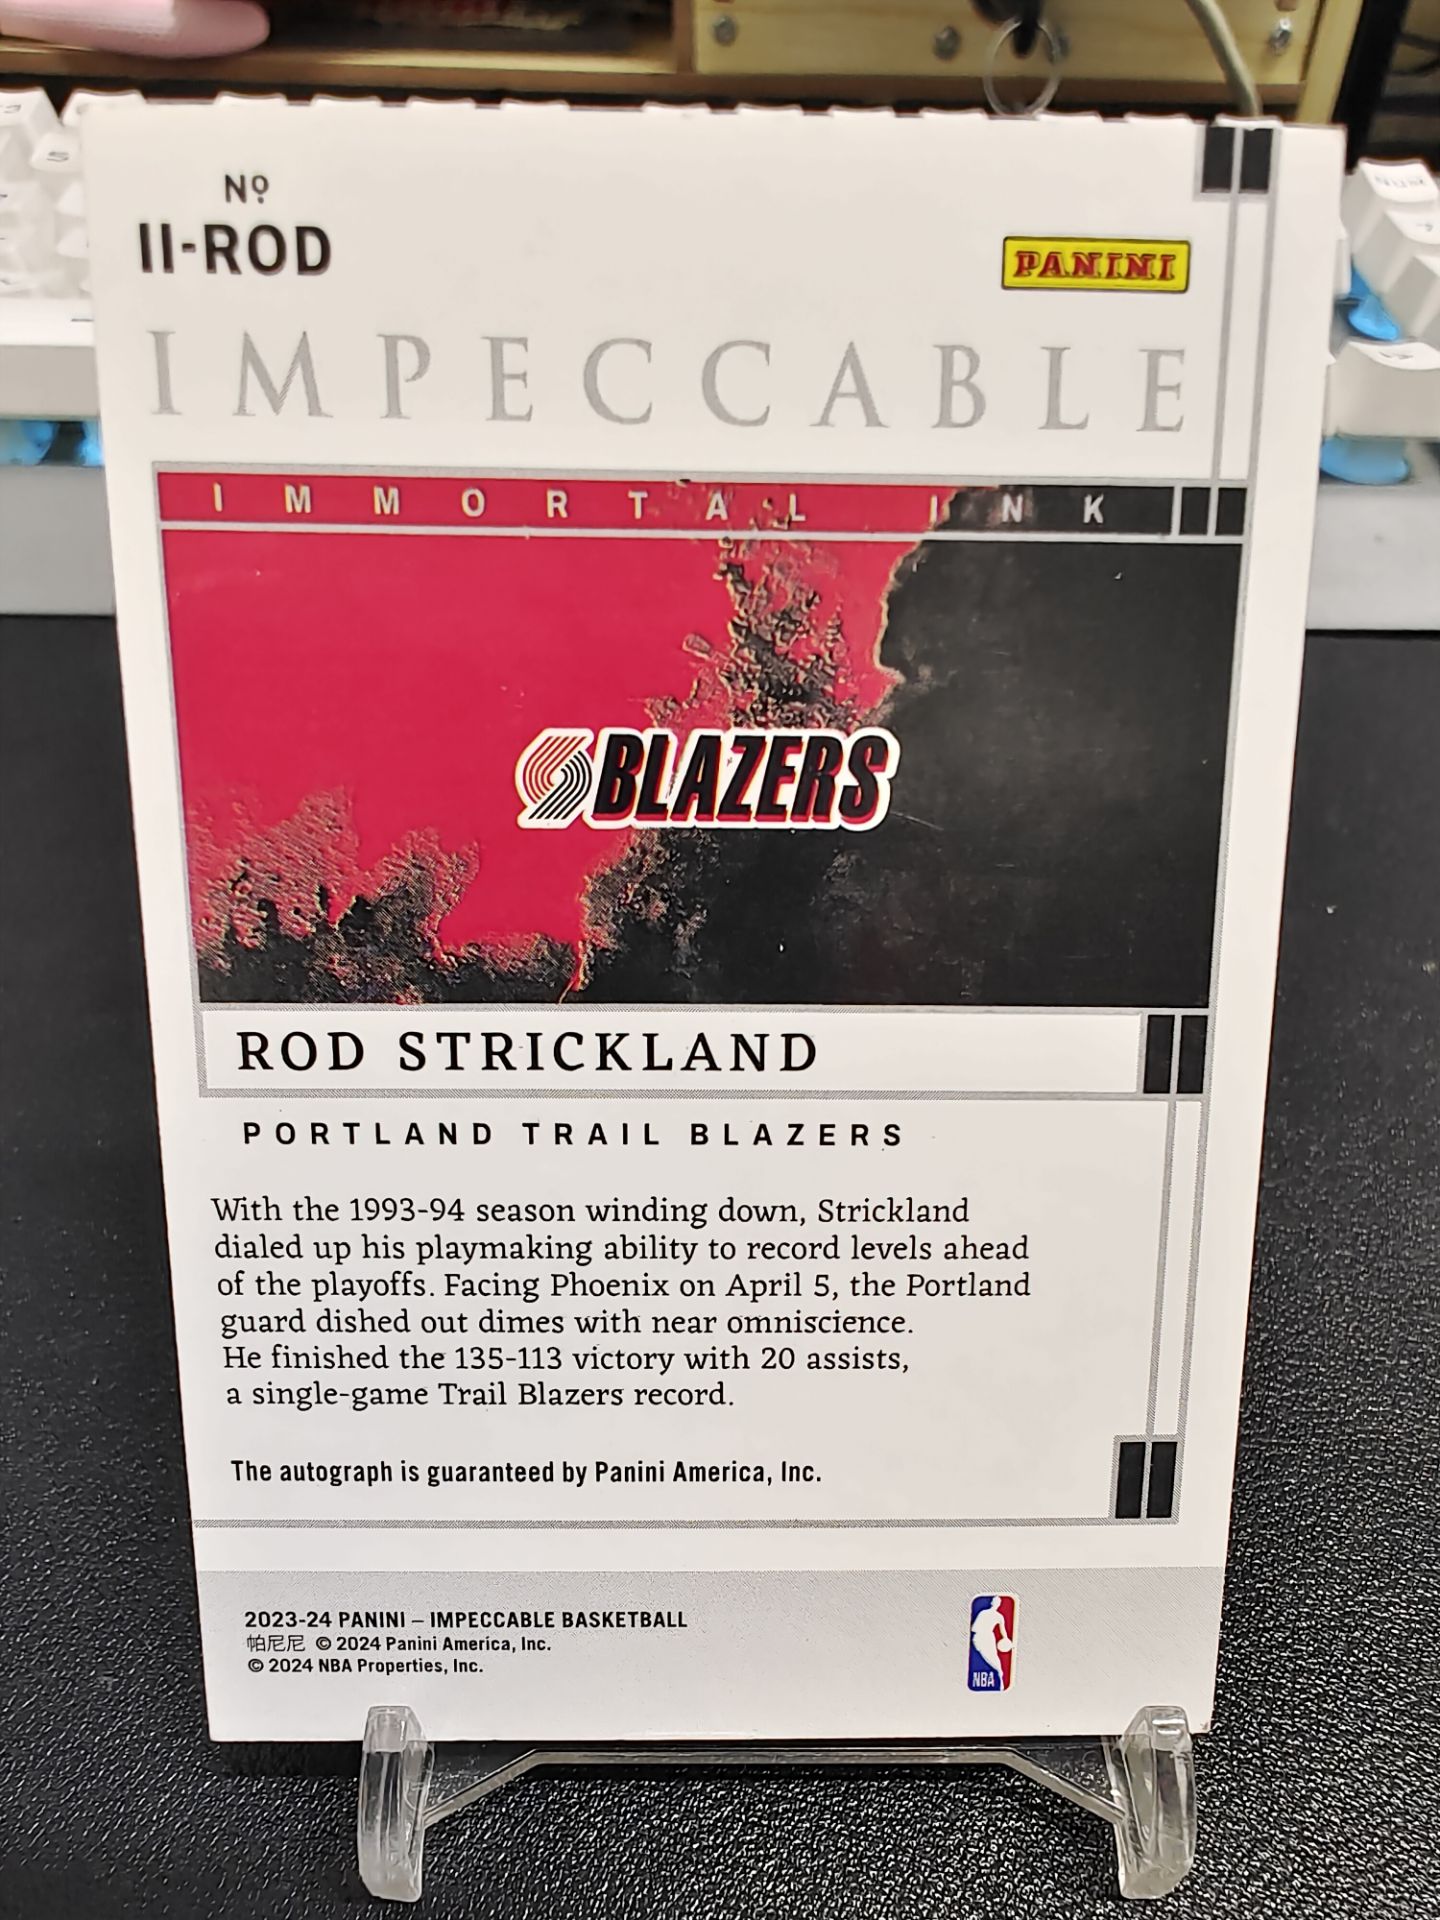 Nº
II-ROD
PANINI
IMPECCABLE
IMMORTAL INK
BLAZERS
ROD STRICKLAND
PORTLAND TRAIL BLAZERS
With the 1993-94 season winding down, Strickland
dialed up his playmaking ability to record levels ahead
of the playoffs. Facing Phoenix on April 5, the Portland
guard dished out dimes with near omniscience.
He finished the 135-113 victory with 20 assists,
a single-game Trail Blazers record.
The autograph is guaranteed by Panini America, Inc.
2023-24 PANINI – IMPECCABLE BASKETBALL
帕尼尼 © 2024 Panini America, Inc.
© 2024 NBA Properties, Inc.
NBA